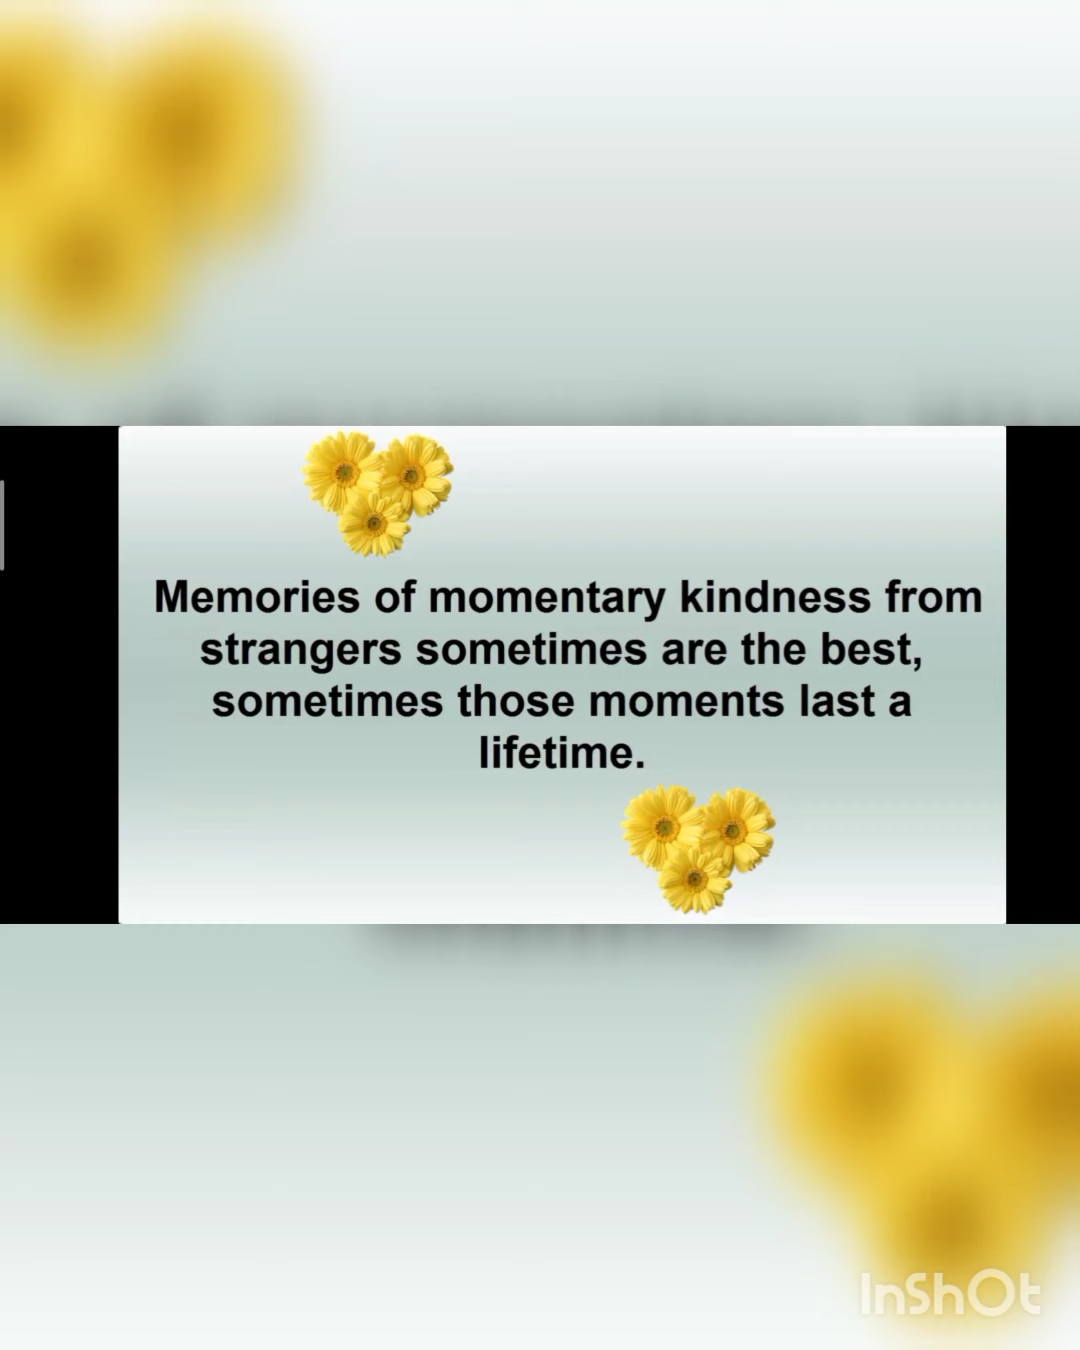 Memories of momentary kindness from
strangers sometimes are the best,
sometimes those moments last a
lifetime.
InShOt